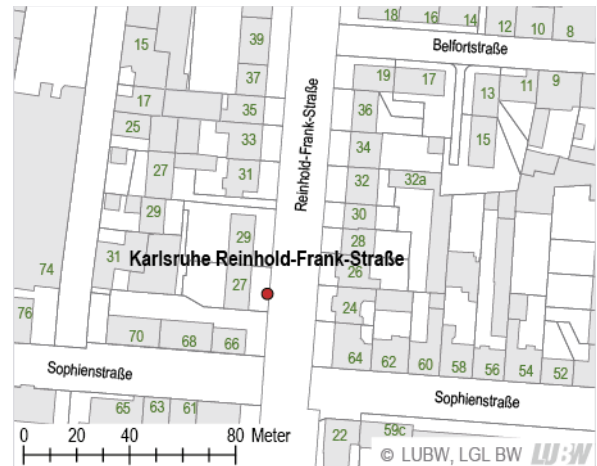 18 16 14 12 10 8
Belfortstraße
15 39
37 19 17 13 11 9
17 35 36
25 33 34 15
27 31 32 32a
Reinhold-Frank-Straße
29 30
29 28
Karlsruhe Reinhold-Frank-Straße
31 27 26
74
76 24
70 68 66
64 62 60 58 56 54 52
Sophienstraße
Sophienstraße
65 63 61
22 59c
0 20 40 80 Meter
© LUBW, LGL BW LU:BW